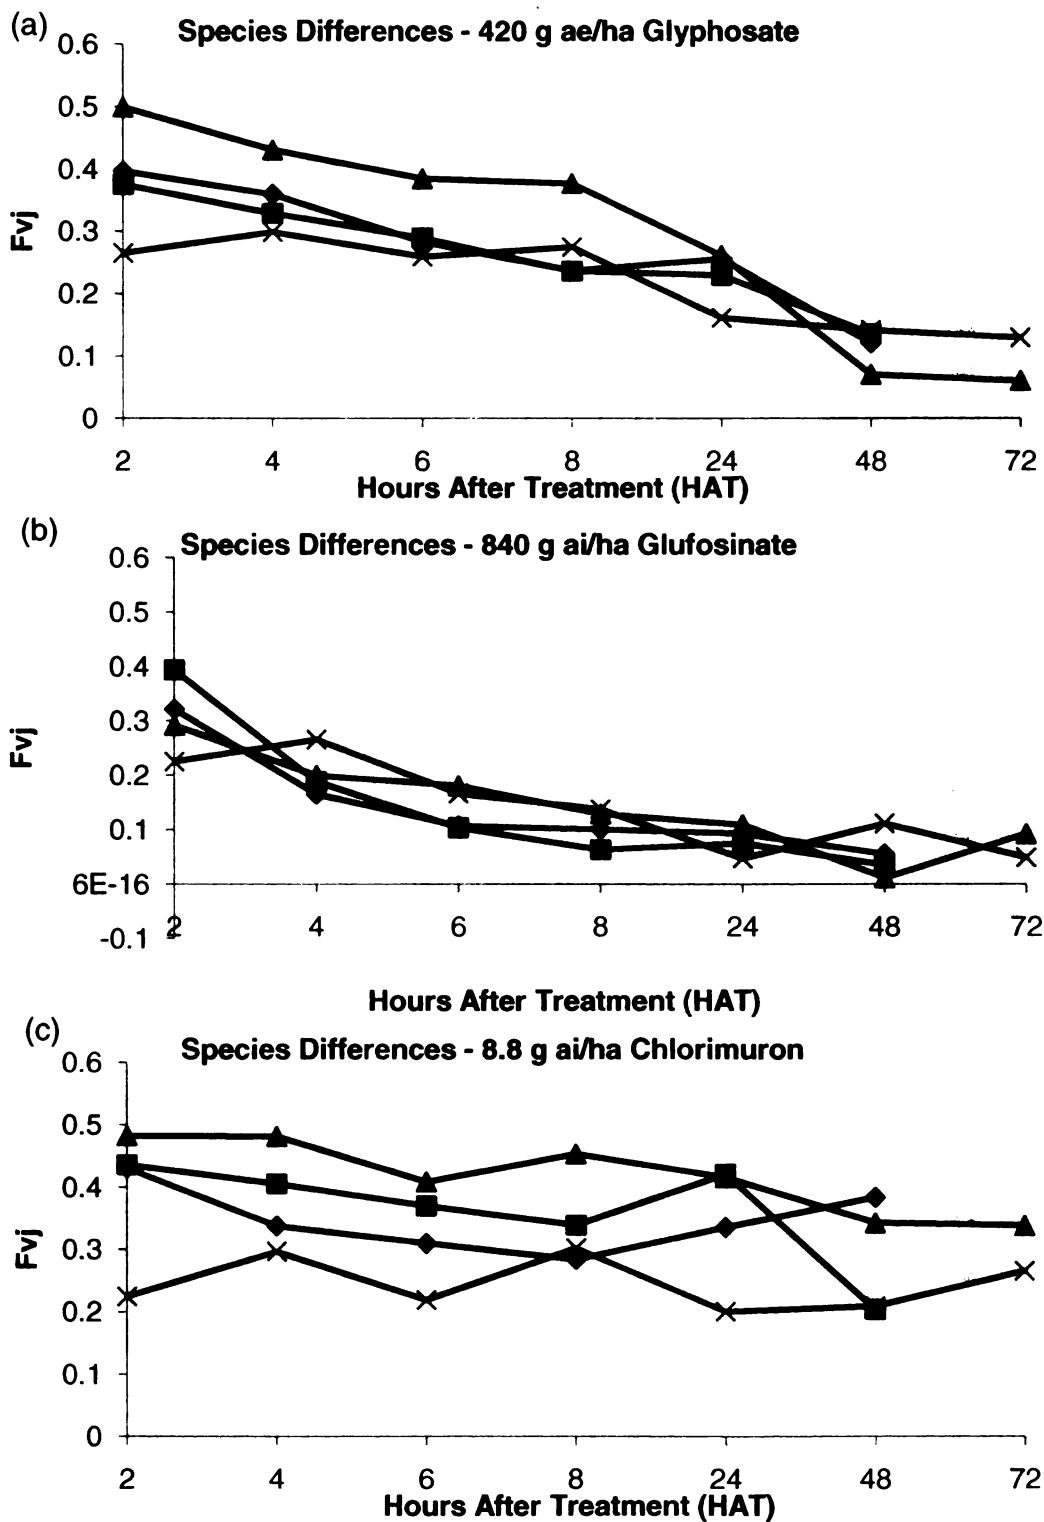 (a)
Species Differences - 420 g ae/ha Glyphosate
0.6
0.5
0.4
0.3
0.2
0.1
0
Fvj
2 4 6 8 24 48 72
Hours After Treatment (HAT)
(b)
Species Differences - 840 g ai/ha Glufosinate
0.6
0.5
0.4
0.3
0.2
0.1
6E-16
-0.1
Fvj
2 4 6 8 24 48 72
Hours After Treatment (HAT)
(c)
Species Differences - 8.8 g ai/ha Chlorimuron
0.6
0.5
0.4
0.3
0.2
0.1
0
Fvj
2 4 6 8 24 48 72
Hours After Treatment (HAT)